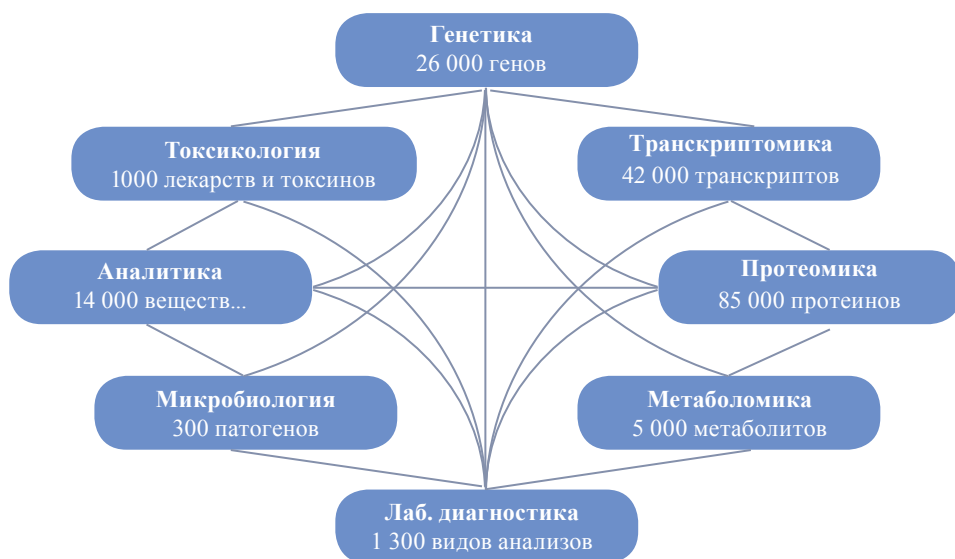 Генетика
26 000 генов
Токсикология
1000 лекарств и токсинов
Транскриптомика
42 000 транскриптов
Аналитика
14 000 веществ...
Протеомика
85 000 протеинов
Микробиология
300 патогенов
Метаболомика
5 000 метаболитов
Лаб. диагностика
1 300 видов анализов